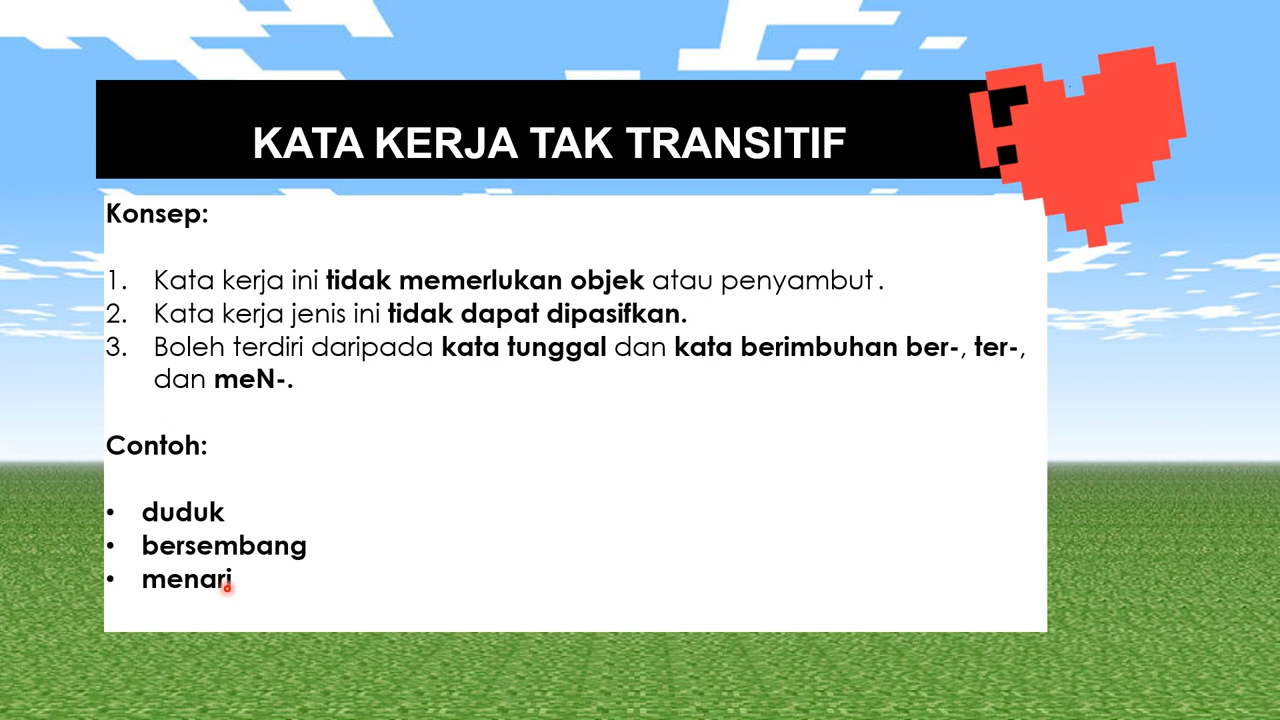 KATA KERJA TAK TRANSITIF
Konsep:
1. Kata kerja ini tidak memerlukan objek atau penyambut.
2. Kata kerja jenis ini tidak dapat dipasifkan.
3. Boleh terdiri daripada kata tunggal dan kata berimbuhan ber-, ter-,
dan meN-.
Contoh:
• duduk
• bersembang
• menari